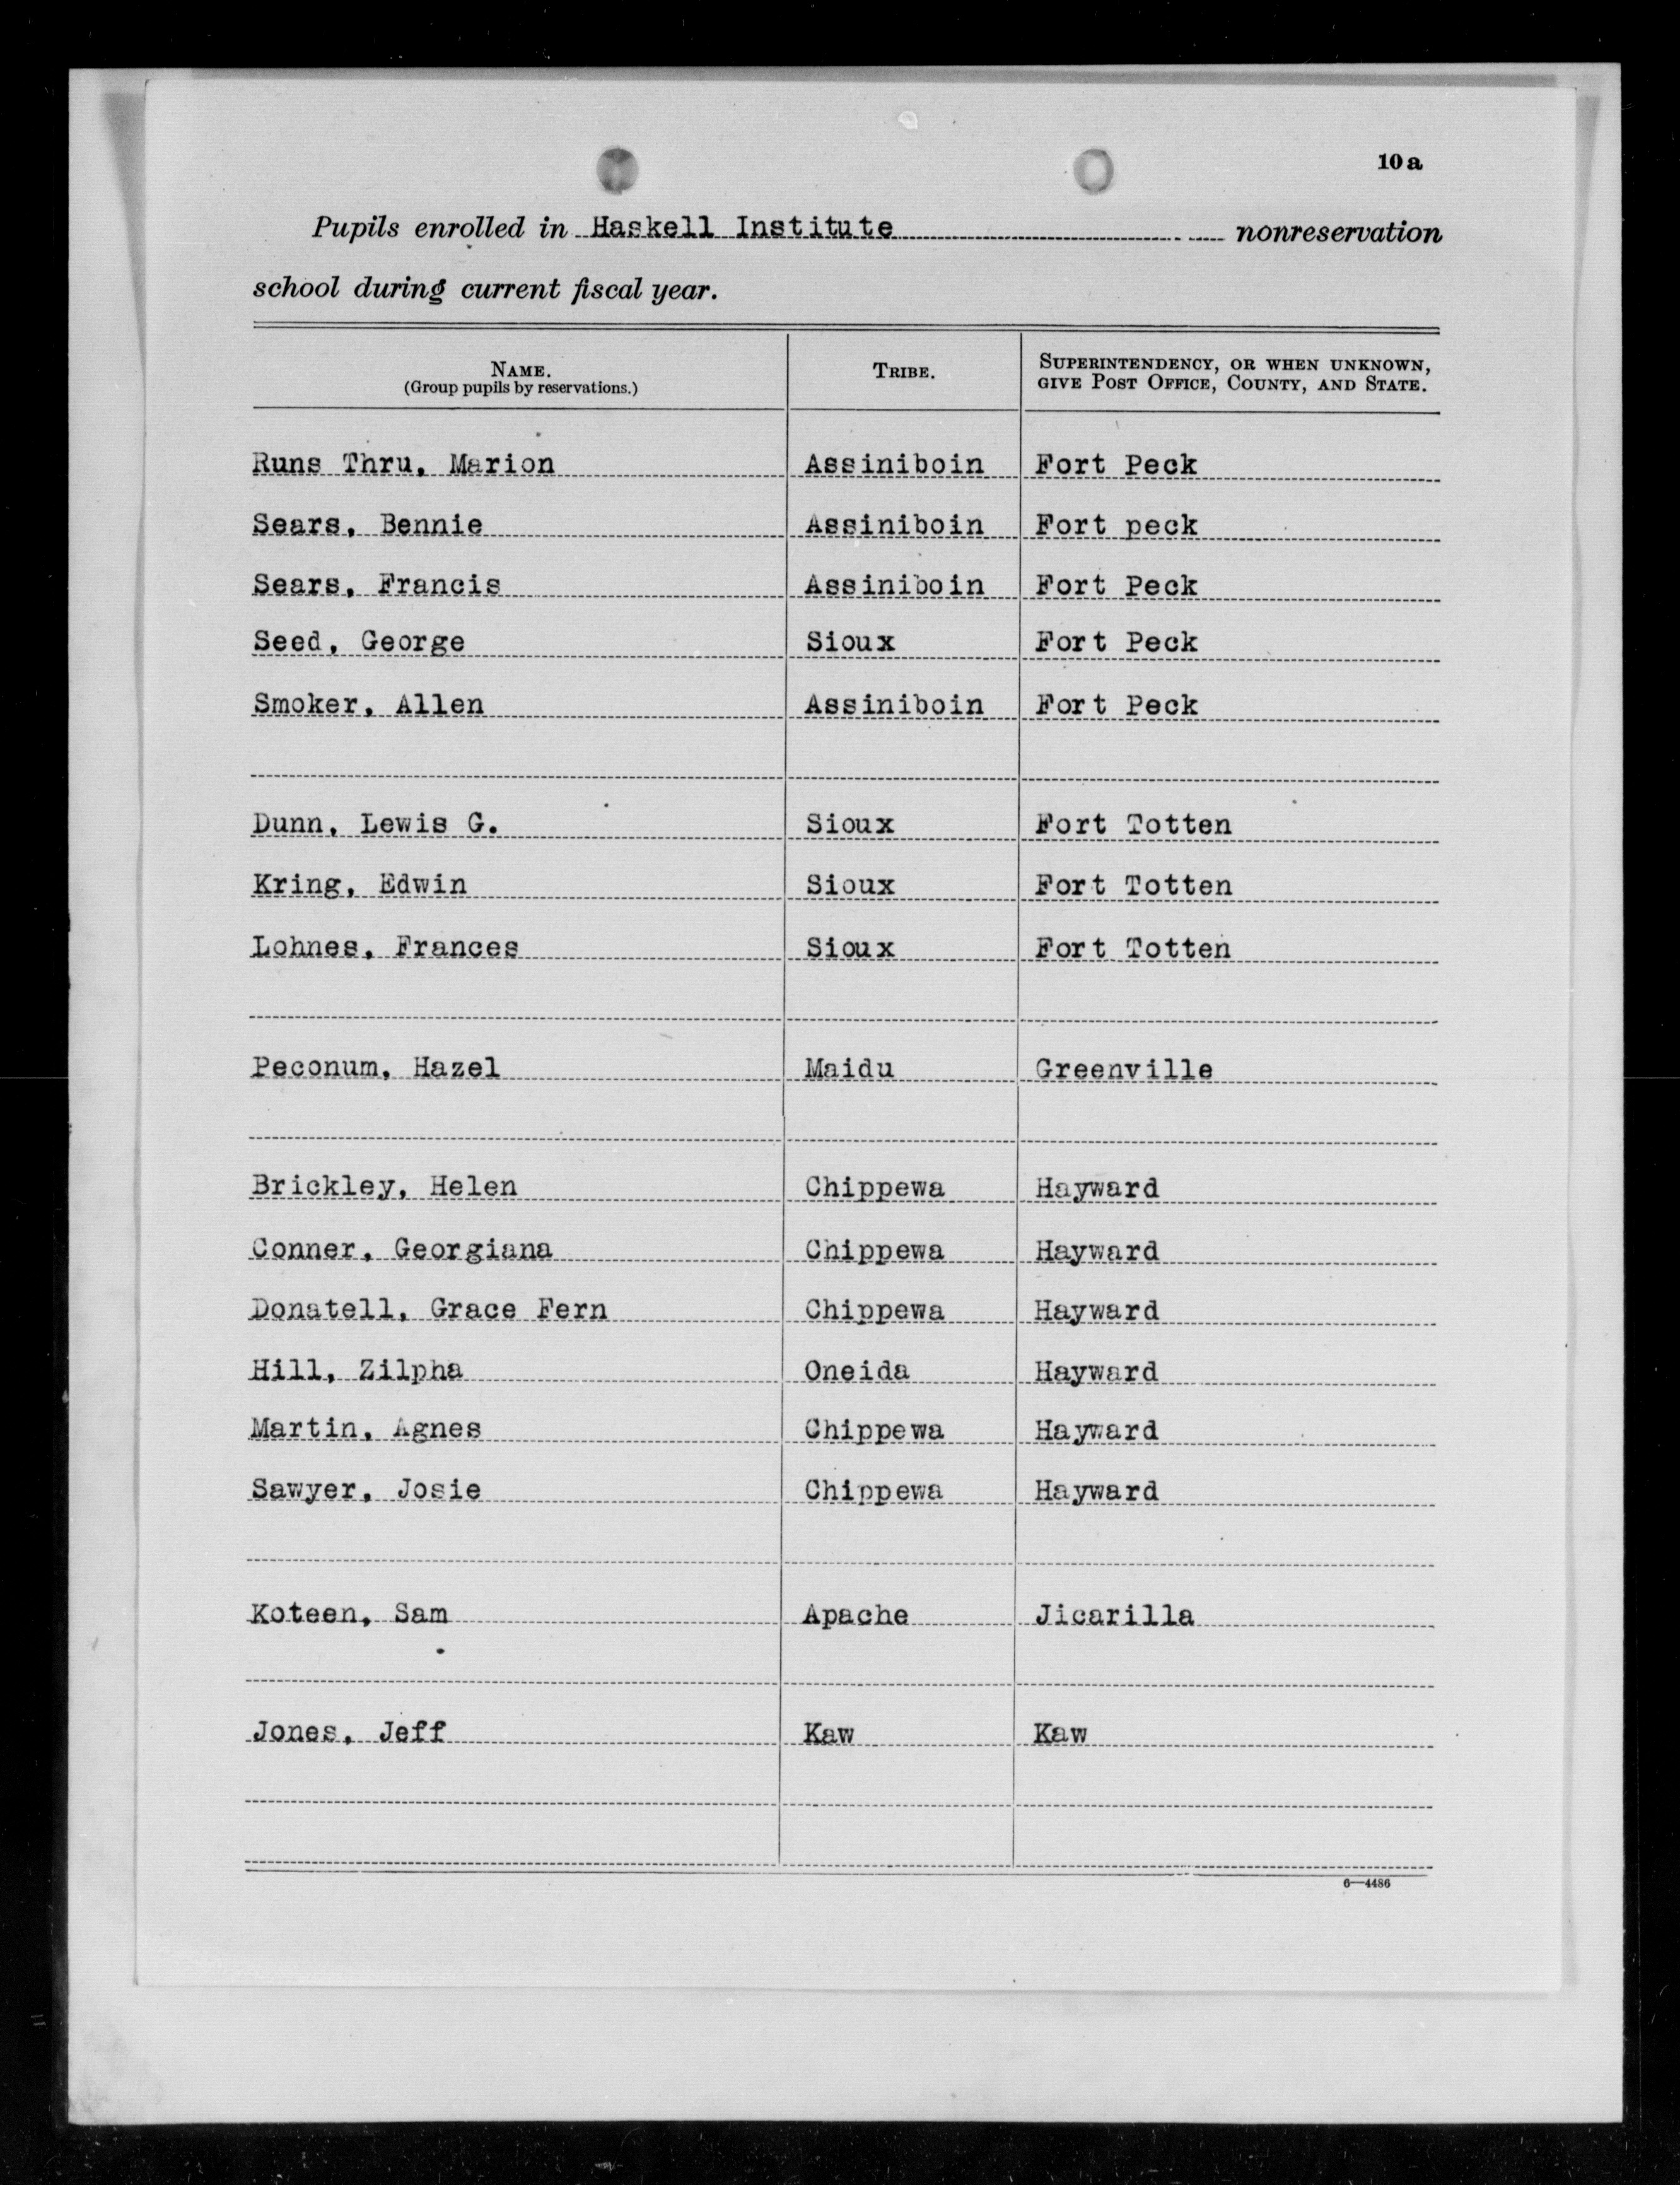 10 a
Pupils enrolled in Haskell Institute nonreservation
school during current fiscal year.
NAME. TRIBE. SUPERINTENDENCY, OR WHEN UNKNOWN,
(Group pupils by reservations.) GIVE POST OFFICE, COUNTY, AND STATE.
Runs Thru, Marion Assiniboin Fort Peck
Sears, Bennie Assiniboin Fort peck
Sears, Francis Assiniboin Fort Peck
Seed, George Sioux Fort Peck
Smoker, Allen Assiniboin Fort Peck
Dunn, Lewis G. Sioux Fort Totten
Kring, Edwin Sioux Fort Totten
Lohnes, Frances Sioux Fort Totten
Peconum, Hazel Maidu Greenville
Brickley, Helen Chippewa Hayward
Conner, Georgiana Chippewa Hayward
Donatell, Grace Fern Chippewa Hayward
Hill, Zilpha Oneida Hayward
Martin, Agnes Chippewa Hayward
Sawyer, Josie Chippewa Hayward
Koteen, Sam Apache Jicarilla
Jones, Jeff Kaw Kaw
6—4486